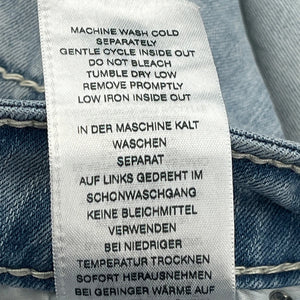 MACHINE WASH COLD
SEPARATELY
GENTLE CYCLE INSIDE OUT
DO NOT BLEACH
TUMBLE DRY LOW
REMOVE PROMPTLY
LOW IRON INSIDE OUT
IN DER MASCHINE KALT
WASCHEN
SEPARAT
AUF LINKS GEDREHT IM
SCHONWASCHGANG
KEINE BLEICHMITTEL
VERWENDEN
BEI NIEDRIGER
TEMPERATUR TROCKNEN
SOFORT HERAUSNEHMEN
BEI GERINGER WÄRME AUF